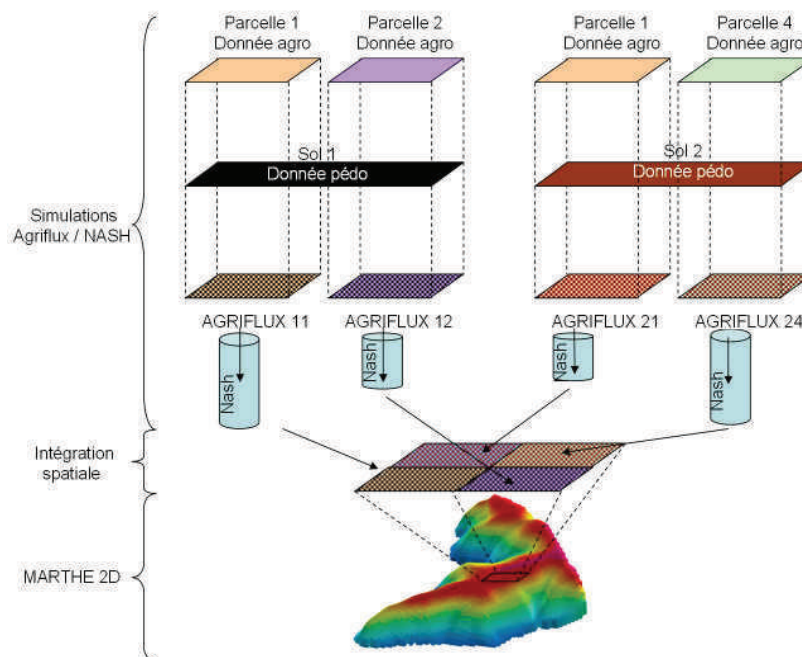 Parcelle 1
Donnée agro
Parcelle 2
Donnée agro
Parcelle 1
Donnée agro
Parcelle 4
Donnée agro
Sol 1
Donnée pédo
Sol 2
Donnée pédo
Simulations
Agriflux / NASH
AGRIFLUX 11
AGRIFLUX 12
AGRIFLUX 21
AGRIFLUX 24
Nash
Nash
Nash
Nash
Intégration
spatiale
MARTHE 2D